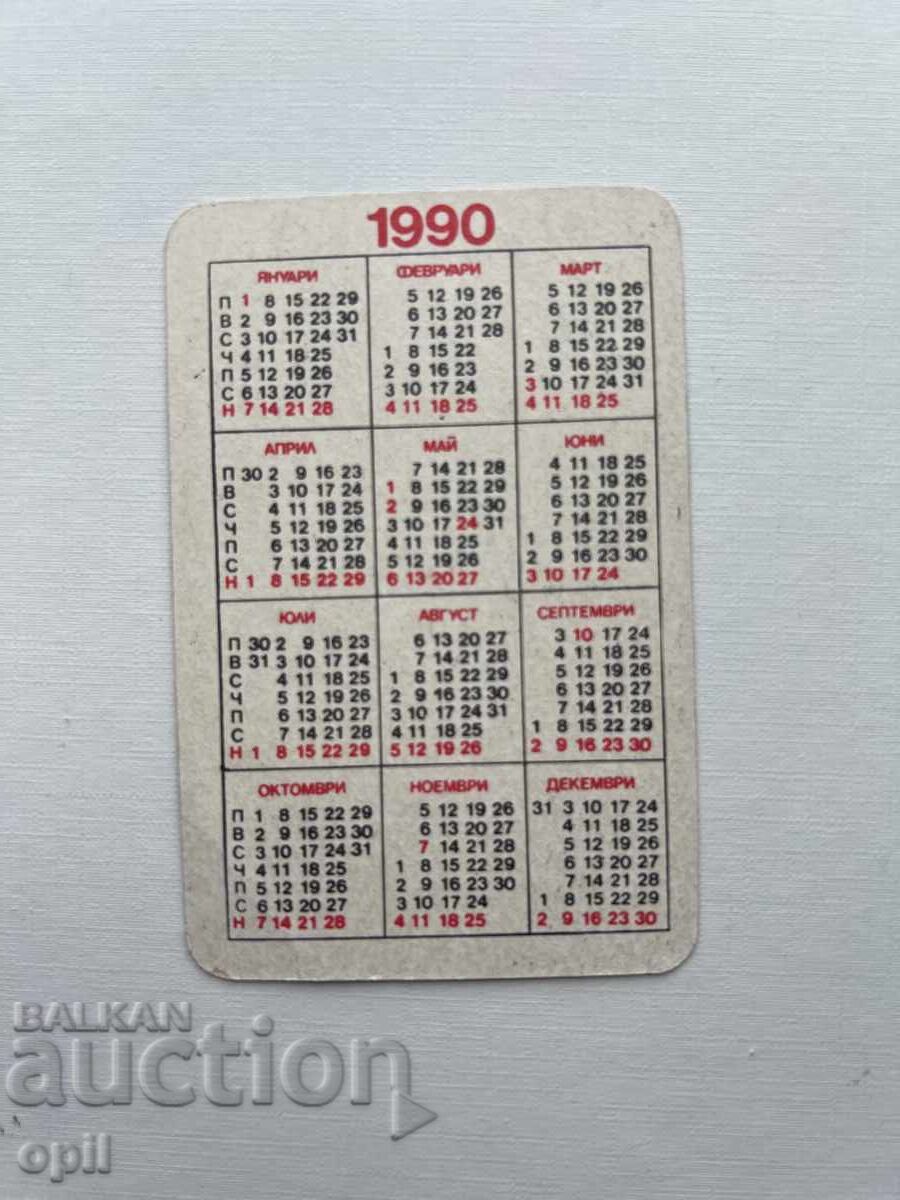 1990
ЯНУАРИ ФЕВРУАРИ МАРТ
П 1 8 15 22 29 5 12 19 26 5 12 19 26
В 2 9 16 23 30 6 13 20 27 6 13 20 27
С 3 10 17 24 31 7 14 21 28 7 14 21 28
Ч 4 11 18 25 1 8 15 22 1 8 15 22 29
П 5 12 19 26 2 9 16 23 2 9 16 23 30
С 6 13 20 27 3 10 17 24 3 10 17 24 31
Н 7 14 21 28 4 11 18 25 4 11 18 25
АПРИЛ МАЙ ЮНИ
П 30 2 9 16 23 7 14 21 28 4 11 18 25
В 3 10 17 24 1 8 15 22 29 5 12 19 26
С 4 11 18 25 2 9 16 23 30 6 13 20 27
Ч 5 12 19 26 3 10 17 24 31 7 14 21 28
П 6 13 20 27 4 11 18 25 1 8 15 22 29
С 7 14 21 28 5 12 19 26 2 9 16 23 30
Н 1 8 15 22 29 6 13 20 27 3 10 17 24
ЮЛИ АВГУСТ СЕПТЕМВРИ
П 30 2 9 16 23 6 13 20 27 3 10 17 24
В 31 3 10 17 24 7 14 21 28 4 11 18 25
С 4 11 18 25 1 8 15 22 29 5 12 19 26
Ч 5 12 19 26 2 9 16 23 30 6 13 20 27
П 6 13 20 27 3 10 17 24 31 7 14 21 28
С 7 14 21 28 4 11 18 25 1 8 15 22 29
Н 1 8 15 22 29 5 12 19 26 2 9 16 23 30
ОКТОМВРИ НОЕМВРИ ДЕКЕМВРИ
П 1 8 15 22 29 5 12 19 26 31 3 10 17 24
В 2 9 16 23 30 6 13 20 27 4 11 18 25
С 3 10 17 24 31 7 14 21 28 5 12 19 26
Ч 4 11 18 25 1 8 15 22 29 6 13 20 27
П 5 12 19 26 2 9 16 23 30 7 14 21 28
С 6 13 20 27 3 10 17 24 1 8 15 22 29
Н 7 14 21 28 4 11 18 25 2 9 16 23 30
BALKAN
auction
opil